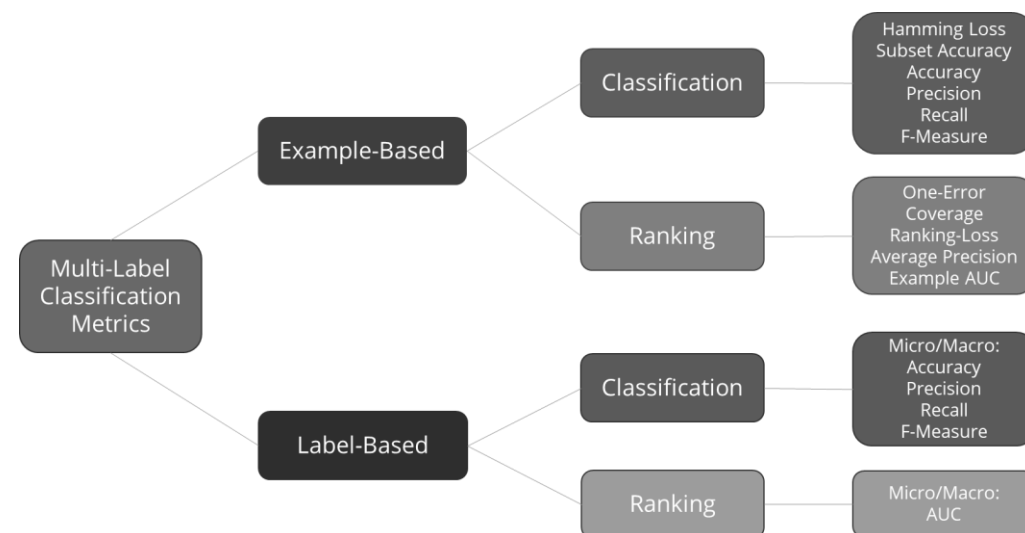 Multi-Label
Classification
Metrics
Example-Based
Classification
Hamming Loss
Subset Accuracy
Accuracy
Precision
Recall
F-Measure
Ranking
One-Error
Coverage
Ranking-Loss
Average Precision
Example AUC
Label-Based
Classification
Micro/Macro:
Accuracy
Precision
Recall
F-Measure
Ranking
Micro/Macro:
AUC